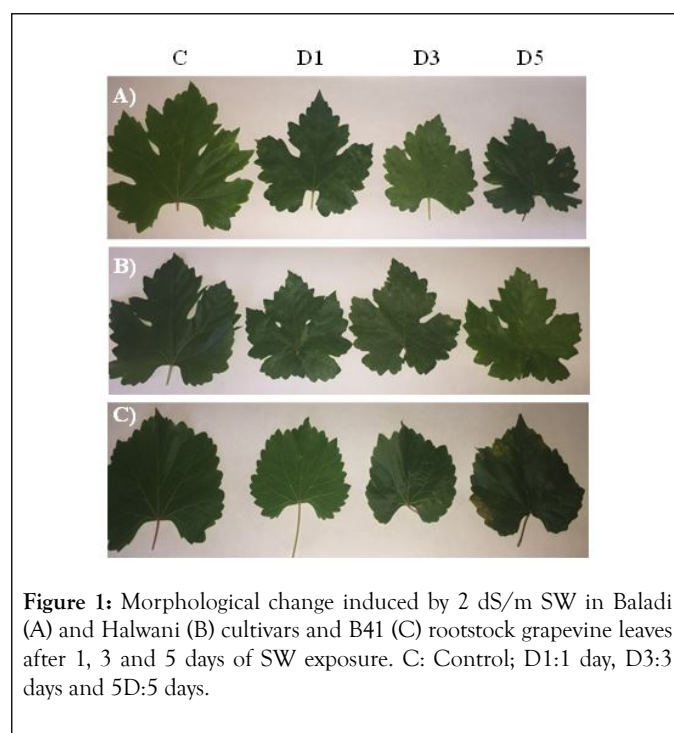 C D1 D3 D5
A)
B)
C)
Figure 1: Morphological change induced by 2 dS/m SW in Baladi
(A) and Halwani (B) cultivars and B41 (C) rootstock grapevine leaves
after 1, 3 and 5 days of SW exposure. C: Control; D1:1 day, D3:3
days and 5D:5 days.